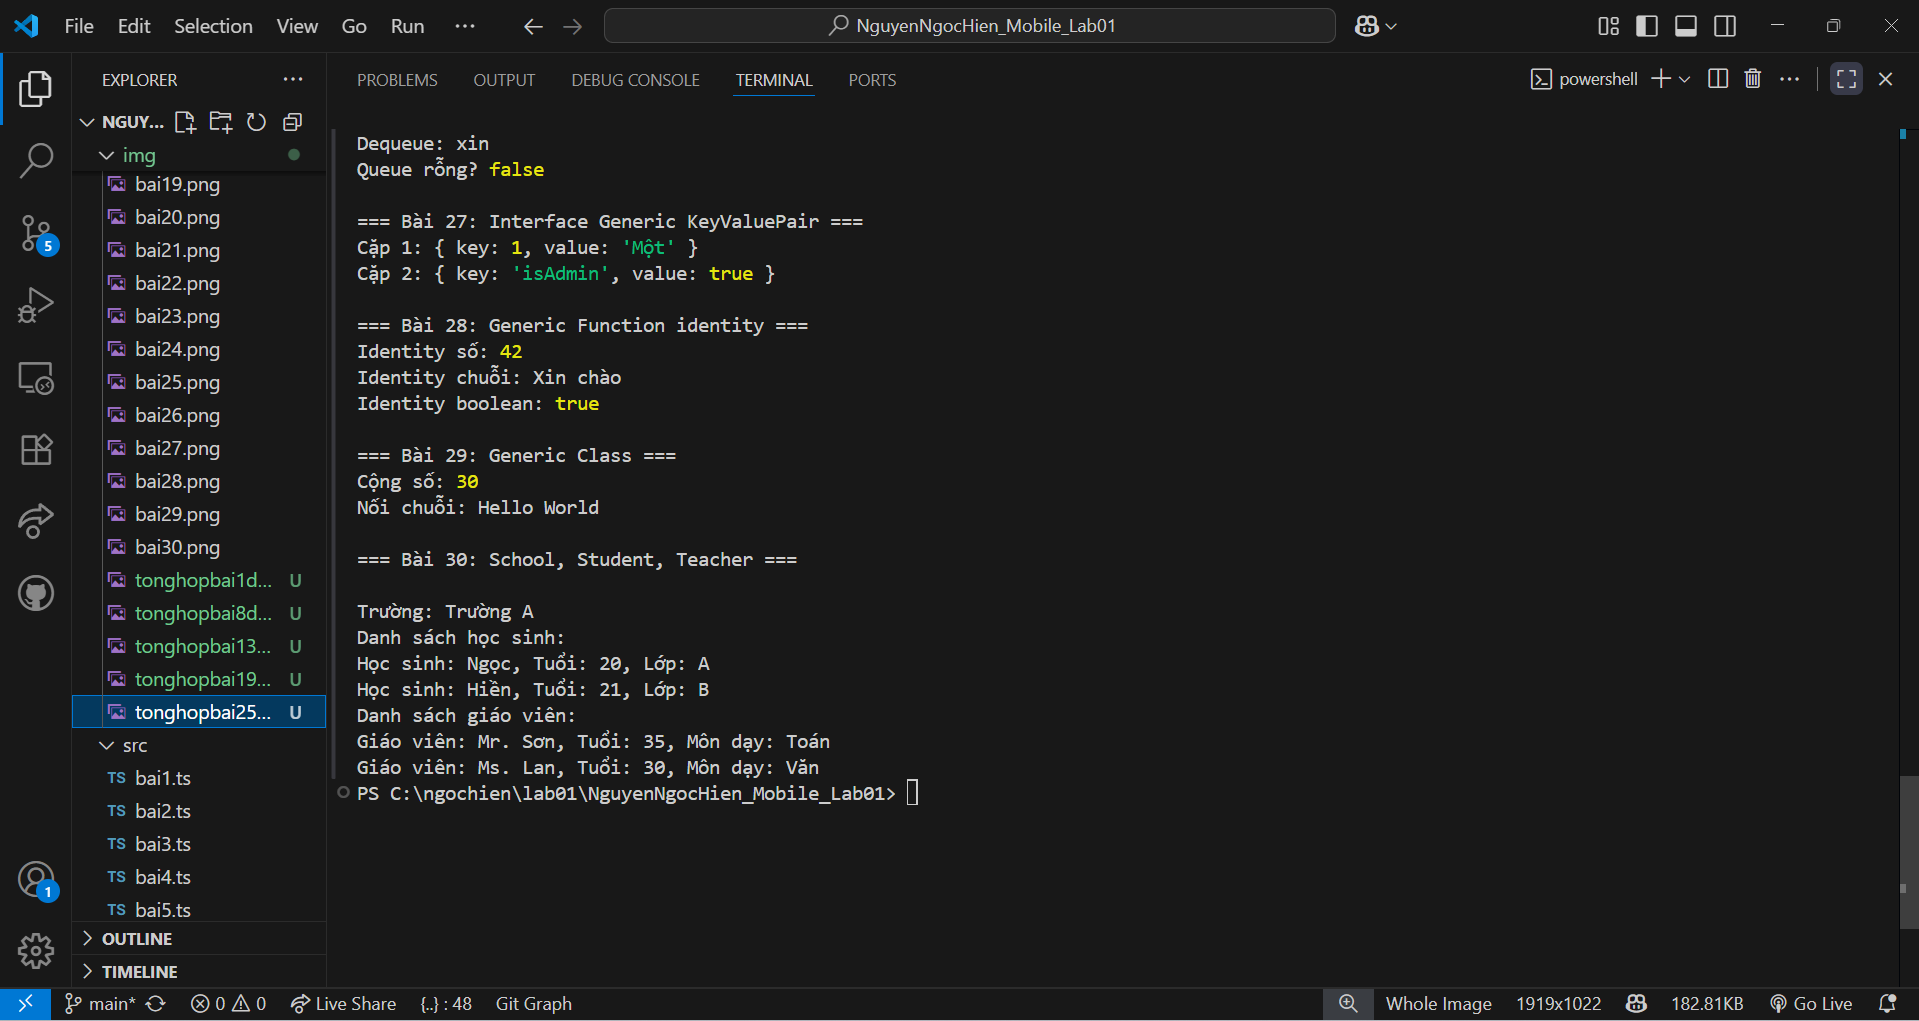 File Edit Selection View Go Run ··· NguyenNgocHien_Mobile_Lab01
EXPLORER ···
NGUY...
img
bai19.png
bai20.png
bai21.png
bai22.png
bai23.png
bai24.png
bai25.png
bai26.png
bai27.png
bai28.png
bai29.png
bai30.png
tonghopbai1d... U
tonghopbai8d... U
tonghopbai13... U
tonghopbai19... U
tonghopbai25... U
src
TS bai1.ts
TS bai2.ts
TS bai3.ts
TS bai4.ts
TS bai5.ts
OUTLINE
TIMELINE
5
1
PROBLEMS OUTPUT DEBUG CONSOLE TERMINAL PORTS powershell ···
Dequeue: xin
Queue rỗng? false
=== Bài 27: Interface Generic KeyValuePair ===
Cặp 1: { key: 1, value: 'Một' }
Cặp 2: { key: 'isAdmin', value: true }
=== Bài 28: Generic Function identity ===
Identity số: 42
Identity chuỗi: Xin chào
Identity boolean: true
=== Bài 29: Generic Class ===
Cộng số: 30
Nối chuỗi: Hello World
=== Bài 30: School, Student, Teacher ===
Trường: Trường A
Danh sách học sinh:
Học sinh: Ngọc, Tuổi: 20, Lớp: A
Học sinh: Hiền, Tuổi: 21, Lớp: B
Danh sách giáo viên:
Giáo viên: Mr. Sơn, Tuổi: 35, Môn dạy: Toán
Giáo viên: Ms. Lan, Tuổi: 30, Môn dạy: Văn
PS C:\ngochien\lab01\NguyenNgocHien_Mobile_Lab01>
main* 0 0 Live Share {..} : 48 Git Graph Whole Image 1919x1022 182.81KB Go Live